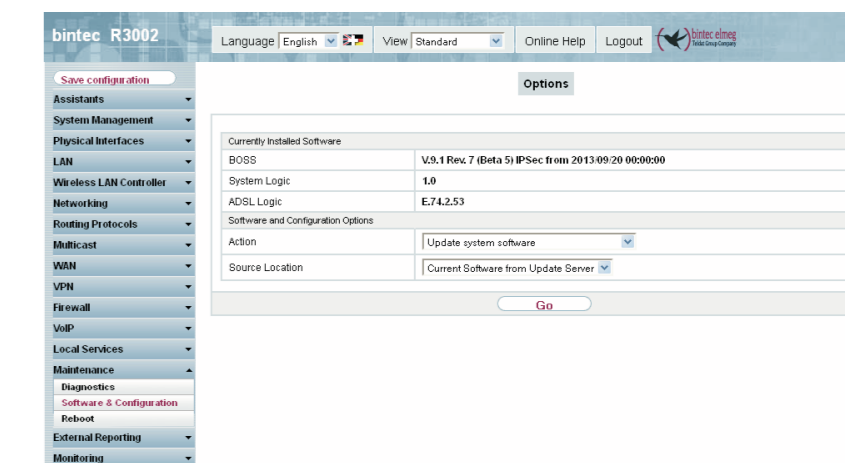 bintec R3002
Language English View Standard Online Help Logout bintec elmeg
Teldat Group Company
Save configuration
Options
Assistants
System Management
Physical Interfaces
LAN
Wireless LAN Controller
Networking
Routing Protocols
Multicast
WAN
VPN
Firewall
VoIP
Local Services
Maintenance
Diagnostics
Software & Configuration
Reboot
External Reporting
Monitoring
Currently Installed Software
BOSS V.9.1 Rev. 7 (Beta 5) IPSec from 2013/09/20 00:00:00
System Logic 1.0
ADSL Logic E.74.2.53
Software and Configuration Options
Action Update system software
Source Location Current Software from Update Server
Go